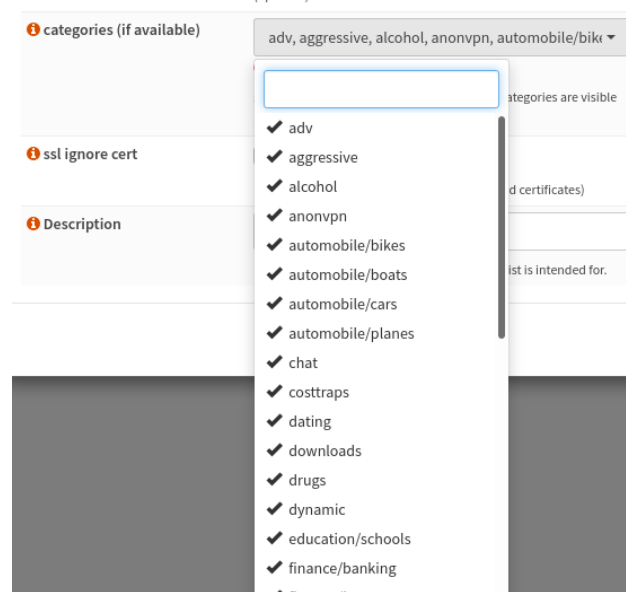 categories (if available)
adv, aggressive, alcohol, anonvpn, automobile/bike
ategories are visible
adv
ssl ignore cert
aggressive
alcohol
d certificates)
anonvpn
Description
automobile/bikes
automobile/boats
ist is intended for.
automobile/cars
automobile/planes
chat
costtraps
dating
downloads
drugs
dynamic
education/schools
finance/banking